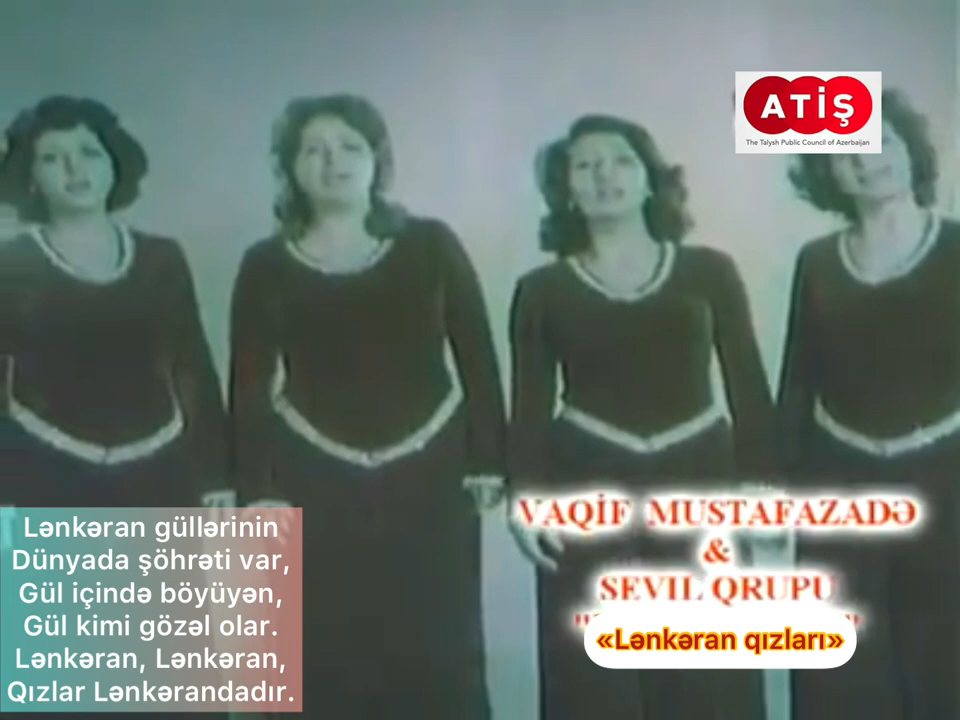 ATİŞ
The Talysh Public Council of Azerbaijan
VAQİF MUSTAFAZADƏ
&
SEVIL QRUPU
«Lənkəran qızları»
Lənkəran güllərinin
Dünyada şöhrəti var,
Gül içində böyüyən,
Gül kimi gözəl olar.
Lənkəran, Lənkəran,
Qızlar Lənkərandadır.